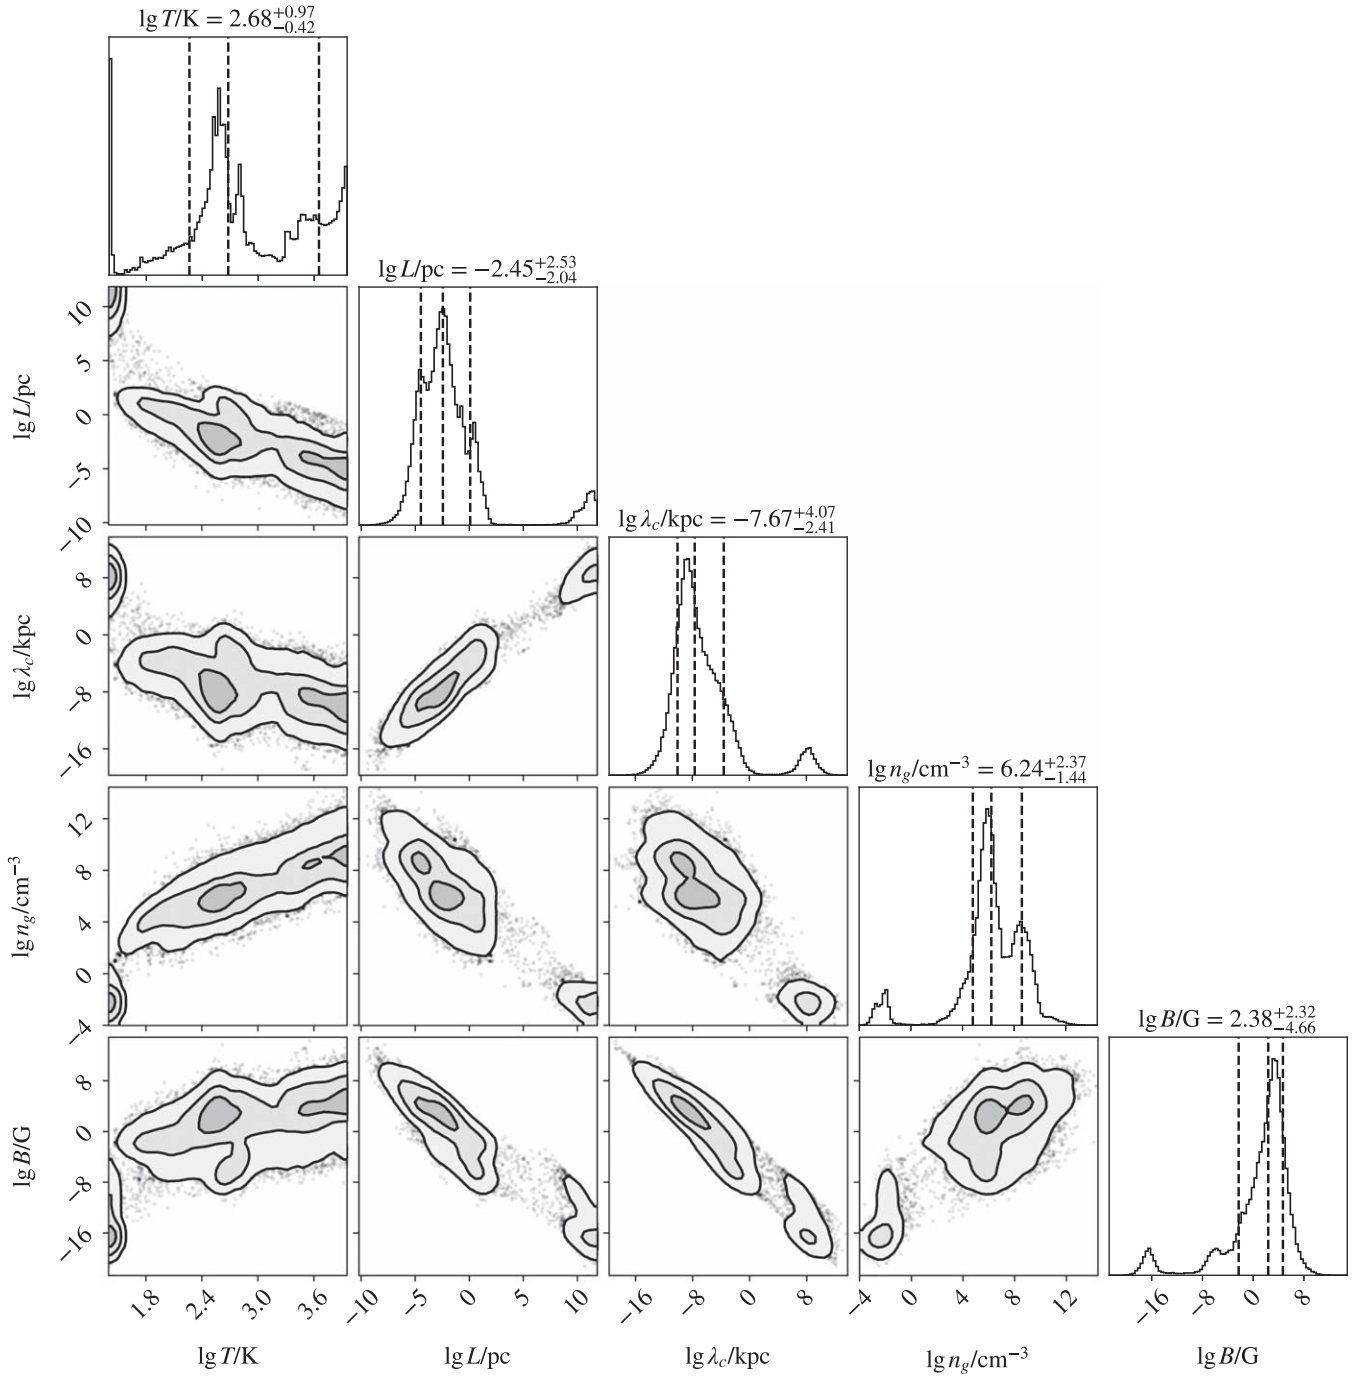 lg T/K = 2.68^{+0.97}_{−0.42}
lg L/pc = −2.45^{+2.53}_{−2.04}
10
5
0
−5
−10
lg L/pc
lg λ_c/kpc = −7.67^{+4.07}_{−2.41}
8
0
−8
−16
lg λ_c/kpc
lg n_g/cm^{−3} = 6.24^{+2.37}_{−1.44}
12
8
4
0
−4
lg n_g/cm^{−3}
lg B/G = 2.38^{+2.32}_{−4.66}
8
0
−8
−16
lg B/G
1.8 2.4 3.0 3.6
−10 −5 0 5 10
−16 −8 0 8
−4 0 4 8 12
−16 −8 0 8
lg T/K
lg L/pc
lg λ_c/kpc
lg n_g/cm^{−3}
lg B/G